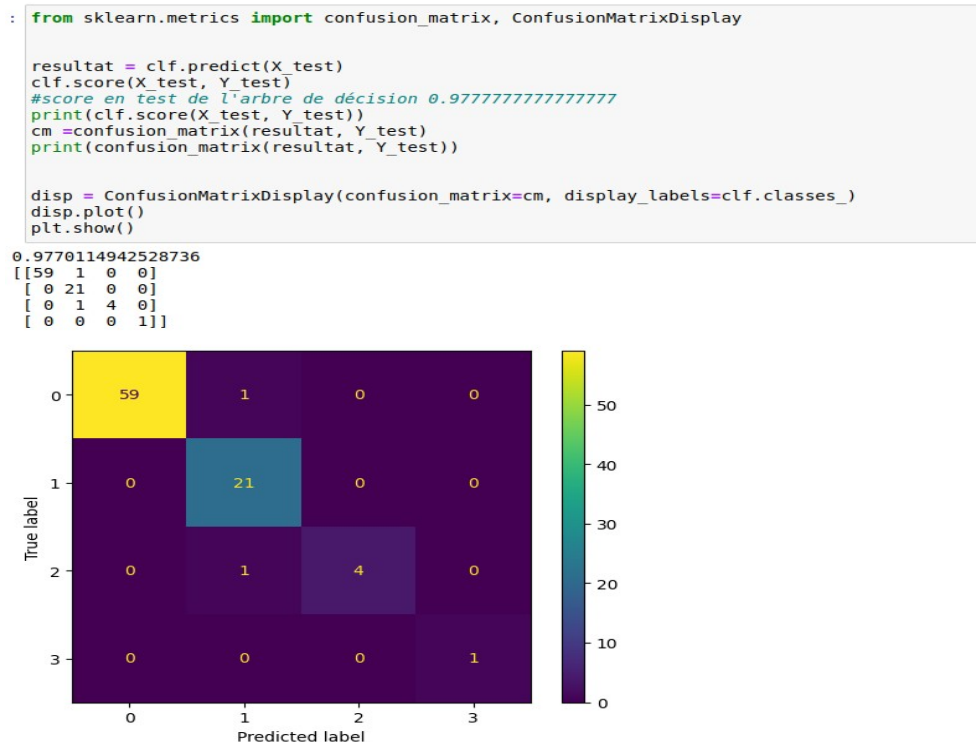 : from sklearn.metrics import confusion_matrix, ConfusionMatrixDisplay
resultat = clf.predict(X_test)
clf.score(X_test, Y_test)
#score en test de l'arbre de décision 0.9777777777777777
print(clf.score(X_test, Y_test))
cm =confusion_matrix(resultat, Y_test)
print(confusion_matrix(resultat, Y_test))
disp = ConfusionMatrixDisplay(confusion_matrix=cm, display_labels=clf.classes_)
disp.plot()
plt.show()
0.9770114942528736
[[59 1 0 0]
[ 0 21 0 0]
[ 0 1 4 0]
[ 0 0 0 1]]
0 59 1 0 0
1 0 21 0 0
2 0 1 4 0
3 0 0 0 1
0 1 2 3
True label
Predicted label
50
40
30
20
10
0